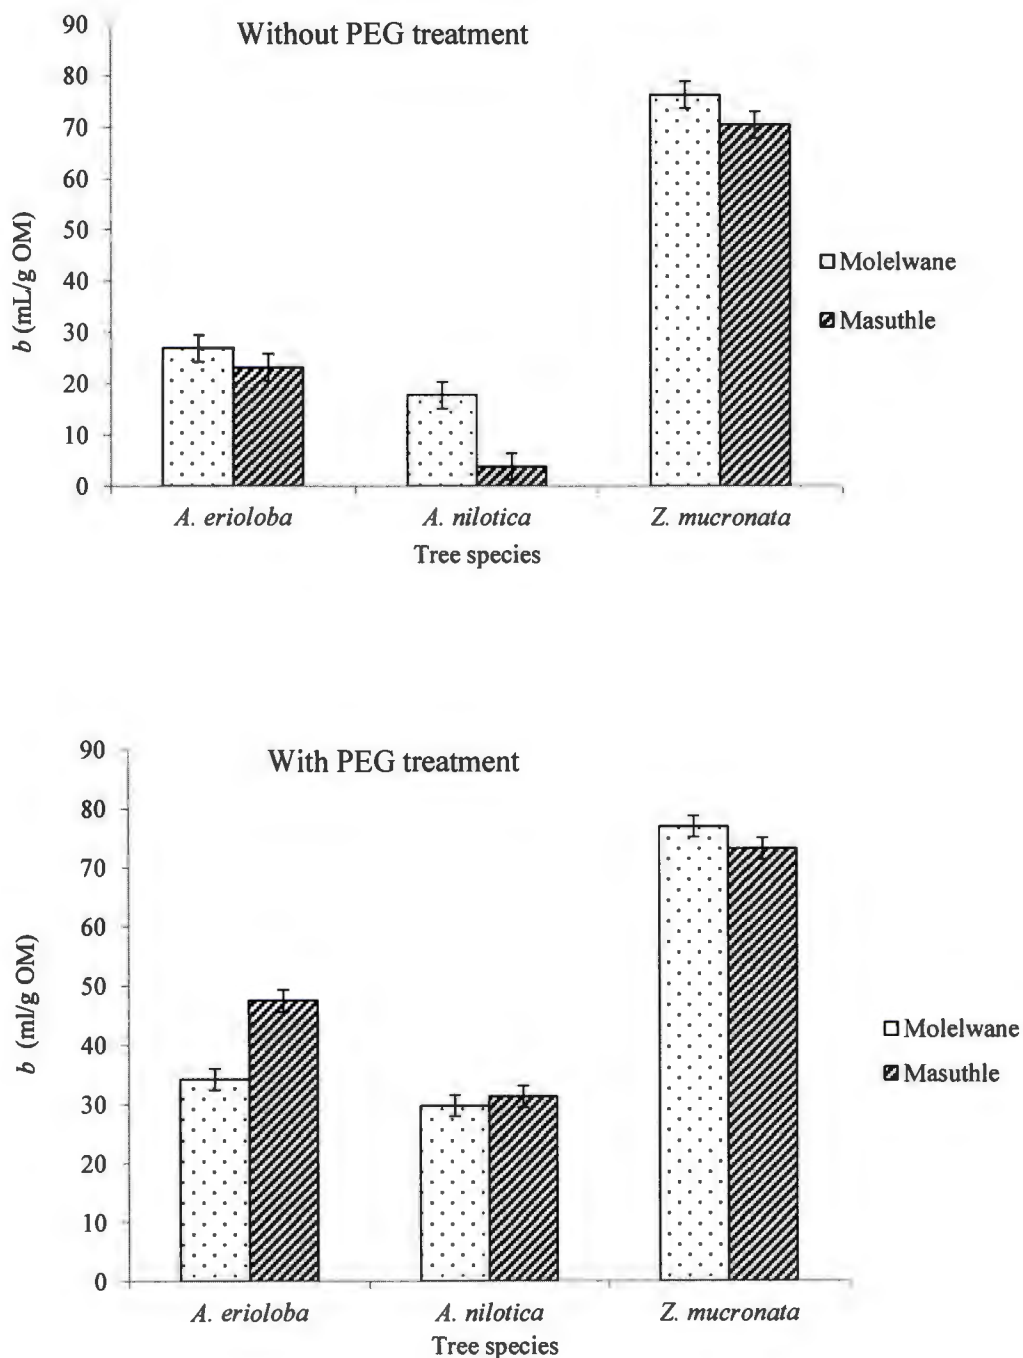 Without PEG treatment
90
80
70
60
50
40
30
20
10
0
b (mL/g OM)
A. erioloba A. nilotica Z. mucronata
Tree species
Molelwane
Masuthle
With PEG treatment
90
80
70
60
50
40
30
20
10
0
b (ml/g OM)
A. erioloba A. nilotica Z. mucronata
Tree species
Molelwane
Masuthle